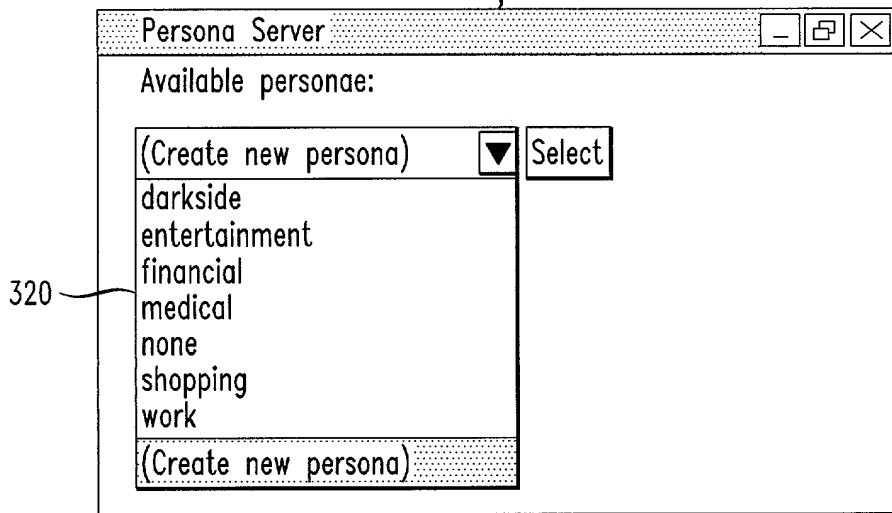 Persona Server
Available personae:
(Create new persona) Select
darkside
entertainment
financial
320
medical
none
shopping
work
(Create new persona)